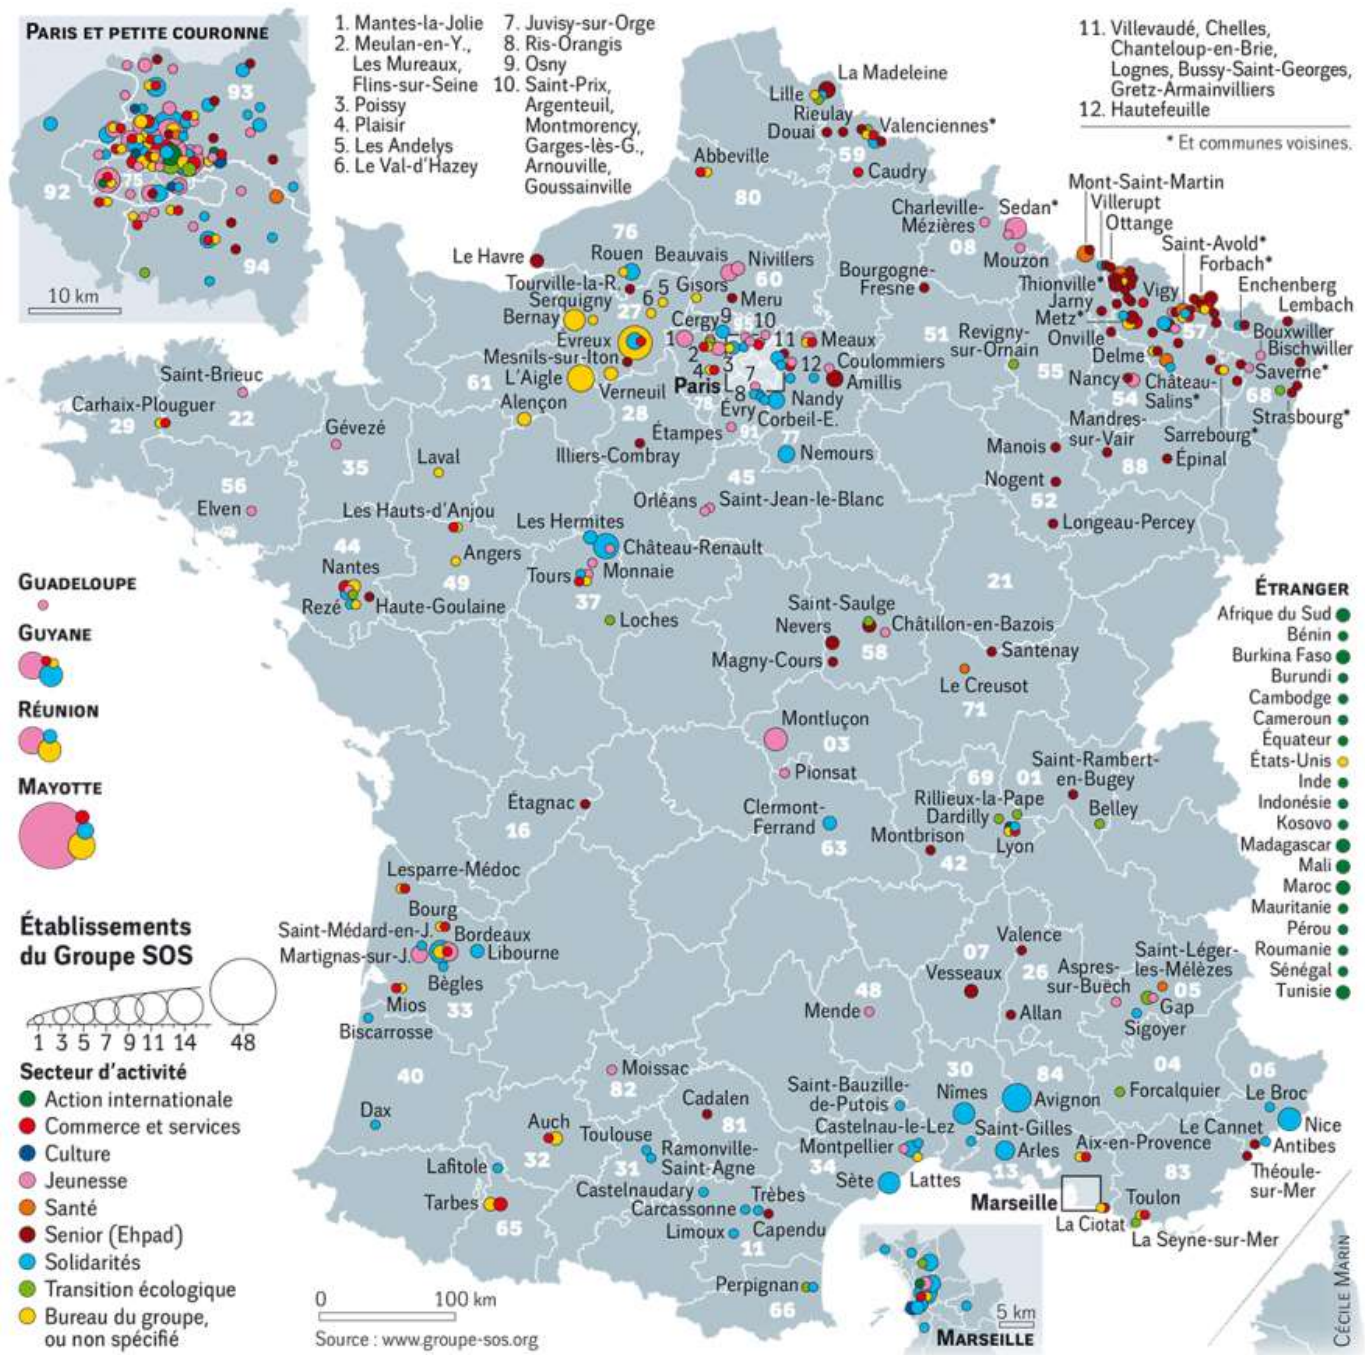 PARIS ET PETITE COURONNE
93
92
75
94
10 km
1. Mantes-la-Jolie
2. Meulan-en-Y.,
Les Mureaux,
Flins-sur-Seine
3. Poissy
4. Plaisir
5. Les Andelys
6. Le Val-d'Hazey
7. Juvisy-sur-Orge
8. Ris-Orangis
9. Osny
10. Saint-Prix,
Argenteuil,
Montmorency,
Garges-lès-G.,
Arnouville,
Goussainville
11. Villevaudé, Chelles,
Chanteloup-en-Brie,
Lognes, Bussy-Saint-Georges,
Gretz-Armainvilliers
12. Hautefeuille
* Et communes voisines.
La Madeleine
Lille
Rieulay
Douai
Valenciennes*
59
Caudry
Abbeville
80
Mont-Saint-Martin
Villerupt
Ottange
Charleville-
Mézières
Sedan*
08
Mouzon
Saint-Avold*
Forbach*
Enchenberg
Lembach
Thionville*
Jarny
Vigy
Metz*
57
Bouxwiller
Bischwiller
Onville
Delme
Saverne*
Nancy
Château-
Salins*
54
68
Strasbourg*
Sarrebourg*
Mandres-
sur-Vair
88
Épinal
76
Le Havre
Rouen
Beauvais
Nivillers
60
Bourgogne-
Fresne
Tourville-la-R.
Serquigny
5
Gisors
6
Meru
27
Bernay
Cergy
9
95
10
51
Revigny-
sur-Ornain
55
Évreux
1
2
11
Meaux
Mesnils-sur-Iton
3
4
7
12
Coulommiers
L'Aigle
Verneuil
Paris
Amillis
61
28
78
8
Nandy
Évry
Corbeil-E.
Alençon
Étampes
91
77
Illiers-Combray
Nemours
Manois
Nogent
52
Longeau-Percey
Saint-Brieuc
Carhaix-Plouguer
29
22
Gévezé
35
Laval
56
Elven
45
Orléans
Saint-Jean-le-Blanc
Les Hauts-d'Anjou
Les Hermites
Château-Renault
44
Nantes
Angers
49
Tours
Monnaie
37
Rezé
Haute-Goulaine
Loches
21
Saint-Saulge
Nevers
Châtillon-en-Bazois
58
Magny-Cours
Santenay
Le Creusot
71
GUADELOUPE
GUYANE
RÉUNION
MAYOTTE
ÉTRANGER
Afrique du Sud
Bénin
Burkina Faso
Burundi
Cambodge
Cameroun
Équateur
États-Unis
Inde
Indonésie
Kosovo
Madagascar
Mali
Maroc
Mauritanie
Pérou
Roumanie
Sénégal
Tunisie
Montluçon
03
Pionsat
Étagnac
16
Clermont-
Ferrand
63
69
01
Saint-Rambert-
en-Bugey
Rillieux-la-Pape
Dardilly
Belley
Montbrison
Lyon
42
Lesparre-Médoc
Bourg
Saint-Médard-en-J.
Bordeaux
Martignas-sur-J.
Libourne
Bègles
Mios
33
Biscarrosse
07
Valence
Vesseaux
26
Aspres-
sur-Buëch
Saint-Léger-
les-Mélèzes
05
Gap
48
Mende
Allan
Sigoyer
40
Moissac
82
30
84
04
06
Saint-Bauzille-
de-Putois
Nîmes
Avignon
Forcalquier
Le Broc
Dax
Cadalen
81
Castelnau-le-Lez
Saint-Gilles
Le Cannet
Nice
Auch
Toulouse
Ramonville-
Saint-Agne
Montpellier
Arles
Aix-en-Provence
Antibes
32
31
34
13
83
Théoule-
sur-Mer
Lafitole
Castelnaudary
Sète
Lattes
Marseille
Toulon
Tarbes
65
Carcassonne
Trèbes
La Ciotat
Limoux
Capendu
La Seyne-sur-Mer
11
Perpignan
66
Établissements
du Groupe SOS
1 3 5 7 9 11 14 48
Secteur d'activité
Action internationale
Commerce et services
Culture
Jeunesse
Santé
Senior (Ehpad)
Solidarités
Transition écologique
Bureau du groupe,
ou non spécifié
0 100 km
Source : www.groupe-sos.org
5 km
MARSEILLE
CÉCILE MARIN